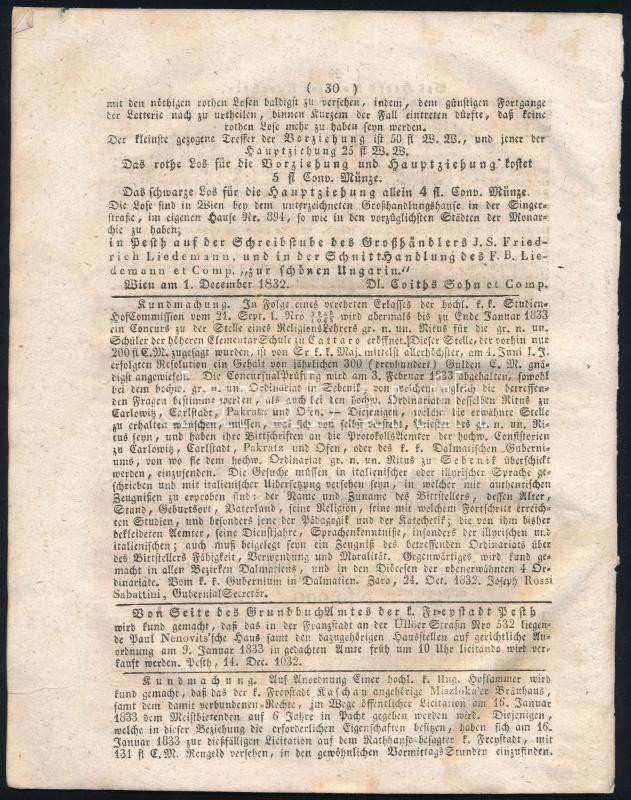 ( 30 )
mit den nöthigen rothen Losen baldigst zu versehen, indem, dem günstigen Fortgange
der Lotterie nach zu urtheilen, binnen Kurzem der Fall eintreten dürfte, daß keine
rothen Lose mehr zu haben seyn werden.
Der kleinste gezogene Treffer der Vorziehung ist 50 fl W. W., und jener der
Hauptziehung 25 fl W. W.
Das rothe Los für die Vorziehung und Hauptziehung kostet
5 fl Conv. Münze.
Das schwarze Los für die Hauptziehung allein 4 fl. Conv. Münze.
Die Lose sind in Wien bey dem unterzeichneten Großhandlungshause in der Singer-
straße, im eigenen Hause Nr. 894, so wie in den vorzüglichsten Städten der Monar-
chie zu haben;
in Pesth auf der Schreibstube des Großhändlers J. S. Fried-
rich Liedemann, und in der SchnittHandlung des F. B. Lie-
demann et Comp. „zur schönen Ungarin.“
Wien am 1. December 1832. Dl. Coiths Sohn et Comp.
Kundmachung. In Folge eines verehrten Erlasses der hochl. k. k. Studien-
HofCommission vom 21. Sept. l. J. Nro wird abermals bis zu Ende Januar 1833
ein Concurs zu der Stelle eines ReligionsLehrers gr. n. un. Ritus für die gr. n. un.
Schüler der höheren ElementarSchule zu Cattaro eröffnet. Dieser Stelle, der vorhin nur
200 fl C. M. zugesagt wurden, ist von Sr k. k. Maj. mittelst allerhöchster, am 4. Juni l. J.
erfolgten Resolution ein Gehalt von jährlichen 300 (dreyhundert) Gulden C. M. gnä-
digst angewiesen. Die ConcursualPrüfung wird am 3. Februar 1833 abgehalten, sowohl
bei dem hochw. gr. n. un. Ordinariat in Sebenik, von welchem zugleich die betreffen-
den Fragen bestimmt werden, als auch bei den hochw. Ordinariaten desselben Ritus zu
Carlowitz, Carlstadt, Pakratz und Ofen. — Diejenigen, welche die erwähnte Stelle
zu erhalten wünschen, müssen, was sich von selbst versteht, Priester des gr. n. un. Ri-
tus seyn, und haben ihre Bittschriften an die ProtokollsAemter der hochw. Consistorien
zu Carlowitz, Carlstadt, Pakratz und Ofen, oder des k. k. Dalmatischen Guberni-
ums, von wo sie dem hochw. Ordinariat gr. n. un. Ritus zu Sebenik überschickt
werden, einzusenden. Die Gesuche müssen in italienischer oder illyrischer Sprache ge-
schrieben und mit italienischer Uibersetzung versehen seyn, in welcher mit authentischen
Zeugnißen zu erproben sind: der Name und Zuname des Bittstellers, dessen Alter,
Stand, Geburtsort, Vaterland, seine Religion, seine mit welchem Fortschritt erreich-
ten Studien, und besonders jene der Pädagogik und der Katechetik; die von ihm bisher
bekleideten Aemter, seine Dienstjahre, Sprachenkenntniße, insonders der illyrischen und
italienischen; auch muß beigelegt seyn ein Zeugniß des betreffenden Ordinariats über
des Bittstellers Fähigkeit, Verwendung und Moralität. Gegenwärtiges wird kund ge-
macht in allen Bezirken Dalmatiens, und in den Diöcesen der obenerwähnten 4 Or-
dinariate. Vom k. k. Gubernium in Dalmatien. Zara, 24. Oct. 1832. Joseph Rossi
Sabattini, GubernialSecretär.
Von Seite des GrundbuchAmtes der k. Freystadt Pesth
wird kund gemacht, daß das in der Franzstadt an der Ullöer Straßn Nro 532 liegen-
de Paul Nenovits'sche Haus samt den dazugehörigen Hausstellen auf gerichtliche An-
ordnung am 9. Januar 1833 in gedachten Amte früh um 10 Uhr licitando wird ver-
kauft werden. Pesth, 14. Dec. 1032.
Kundmachung. Auf Anordnung Einer hochl. k. Ung. Hofkammer wird
kund gemacht, daß das der k. Freystadt Kaschau angehörige Miszloka'er Bräuhaus,
samt dem damit verbundenen Rechte, im Wege öffentlicher Licitation am 16. Januar
1833 dem Meistbietenden auf 6 Jahre in Pacht gegeben werden wird. Diejenigen,
welche in dieser Beziehung die erforderlichen Eigenschaften besitzen, haben sich am 16.
Januar 1833 zur dießfälligen Licitation auf dem Rathhause besagter k. Freystadt, mit
131 fl C. M. Reugeld versehen, in den gewöhnlichen VormittagsStunden einzufinden.